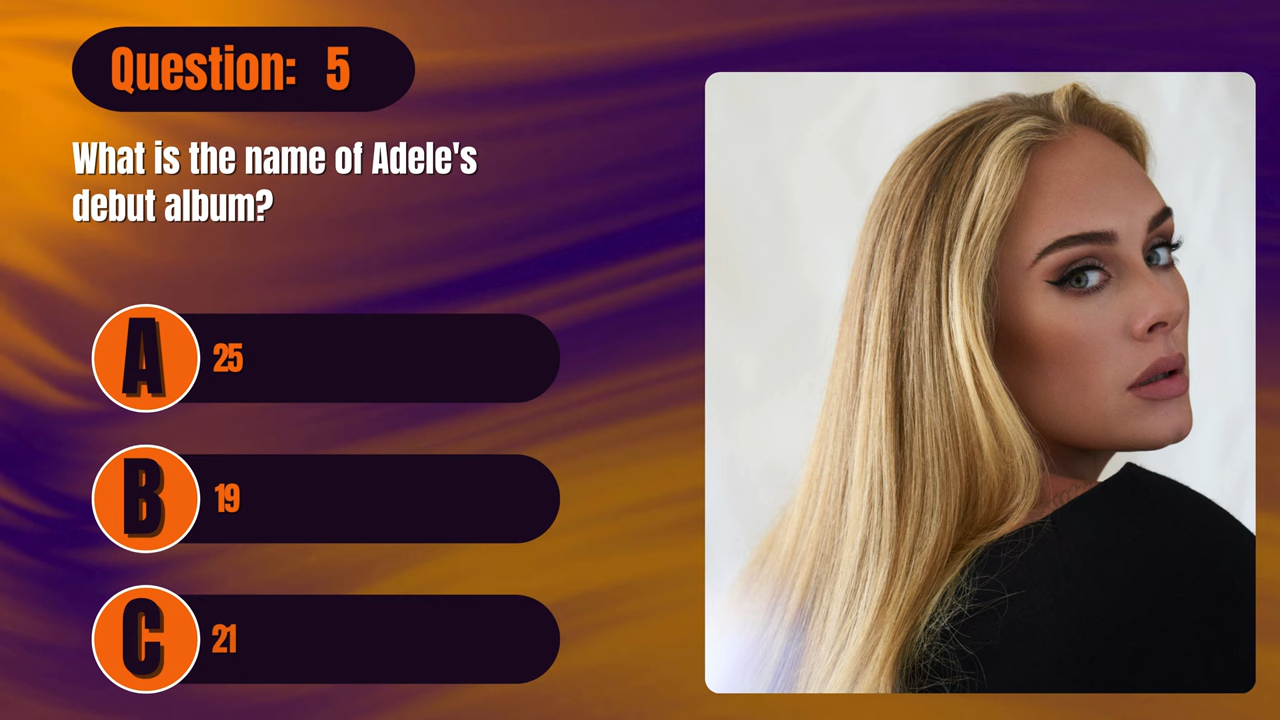 Question: 5
What is the name of Adele's
debut album?
A 25
B 19
C 21